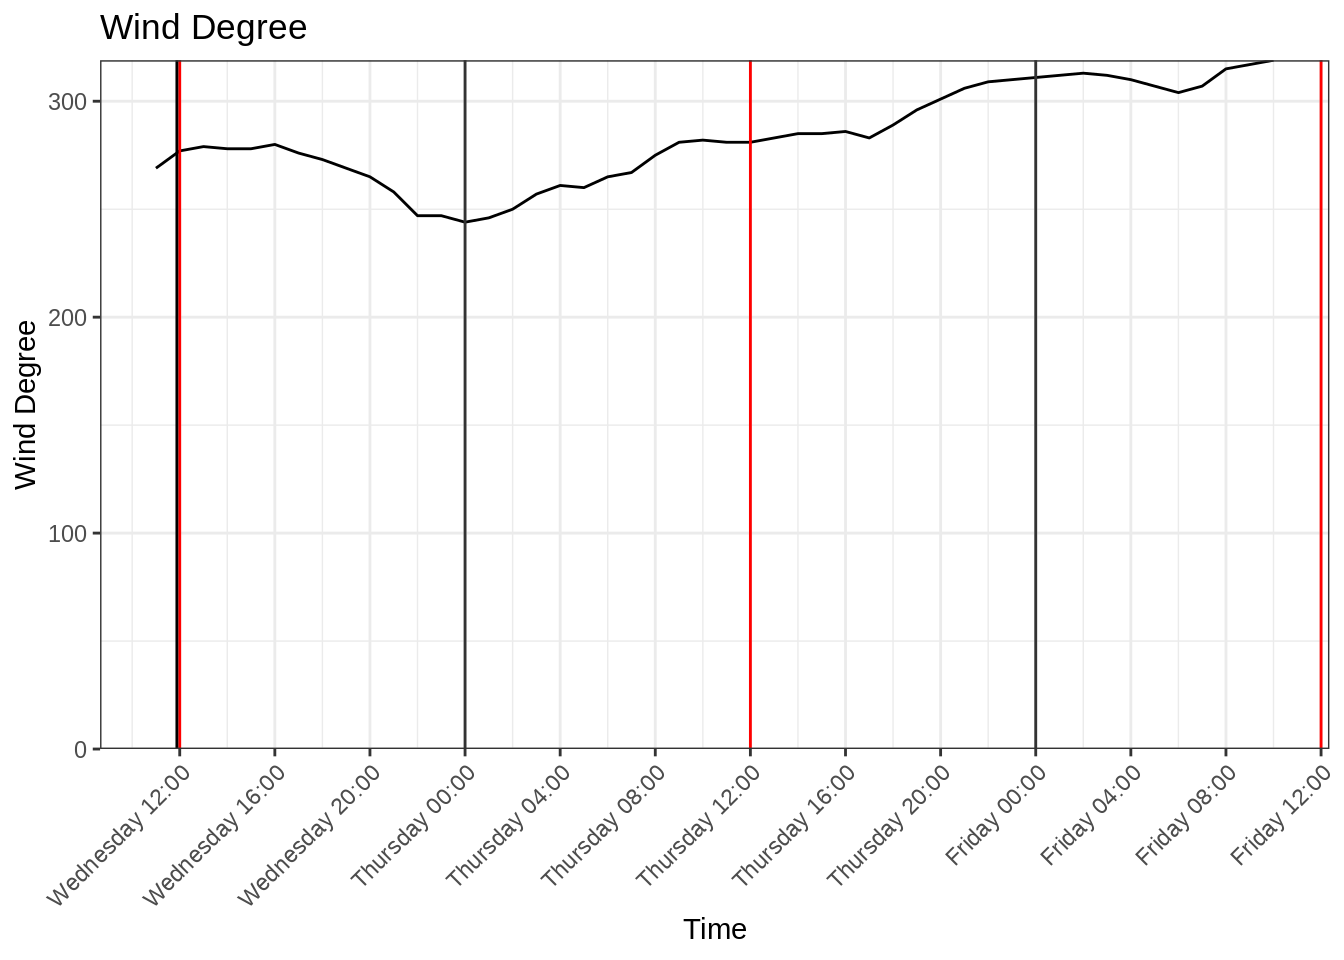 Wind Degree
Wind Degree
300
200
100
0
Wednesday 12:00
Wednesday 16:00
Wednesday 20:00
Thursday 00:00
Thursday 04:00
Thursday 08:00
Thursday 12:00
Thursday 16:00
Thursday 20:00
Friday 00:00
Friday 04:00
Friday 08:00
Friday 12:00
Time